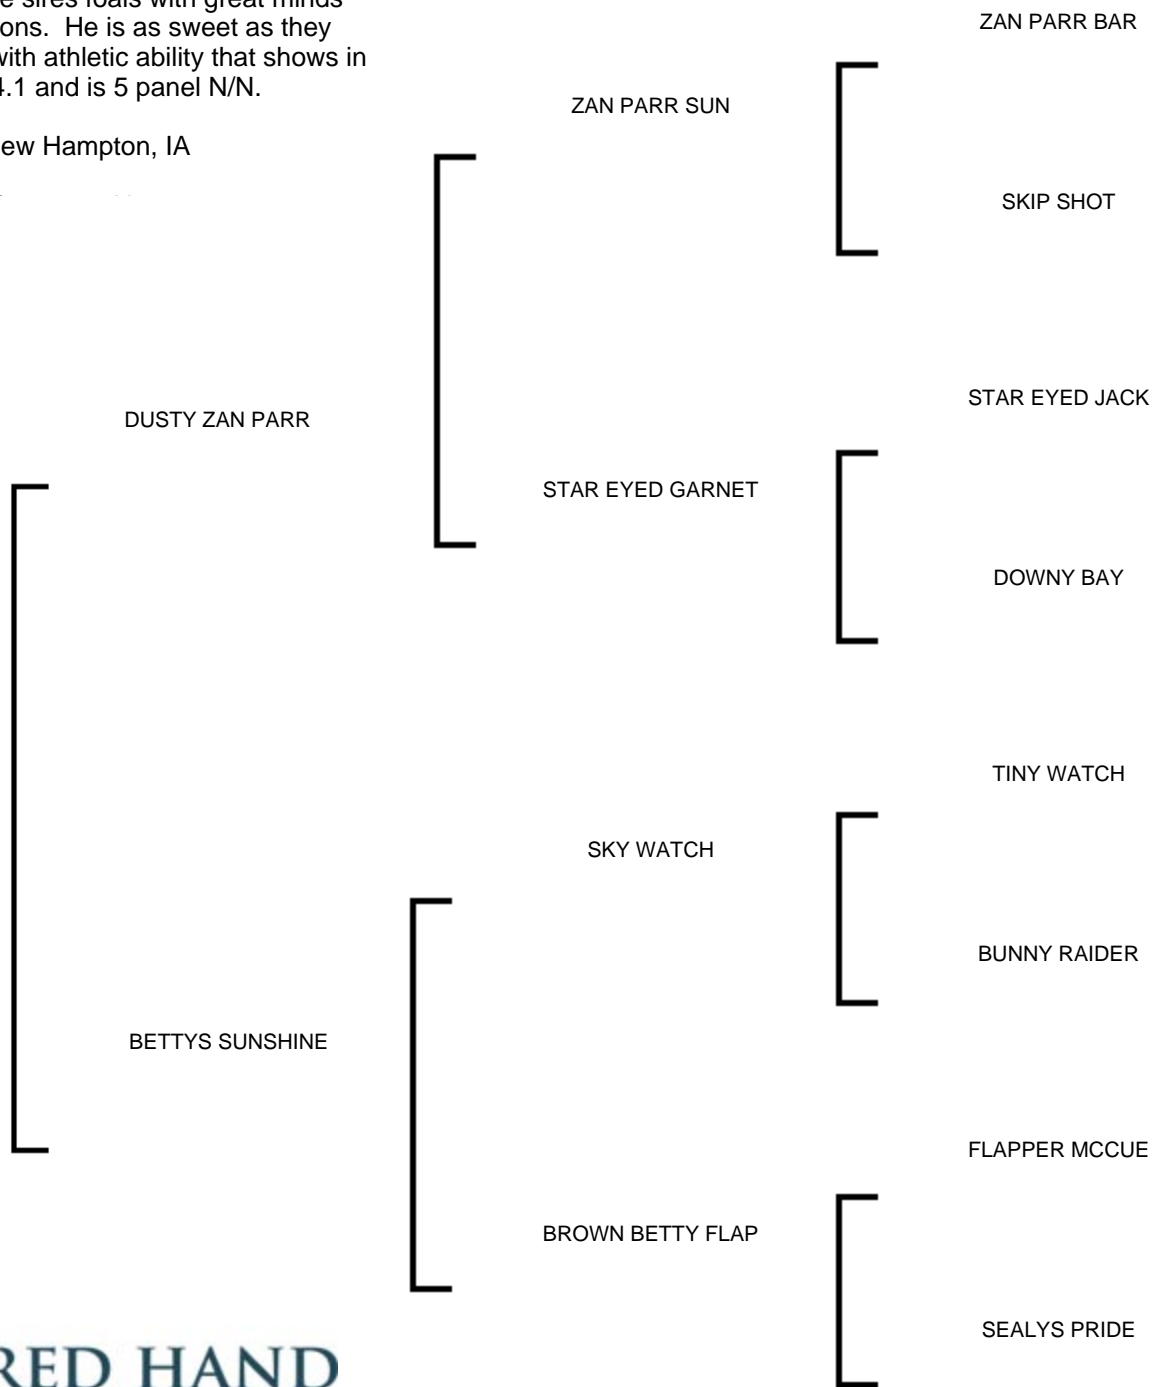 e sires foals with great minds
ons. He is as sweet as they
with athletic ability that shows in
4.1 and is 5 panel N/N.
ew Hampton, IA
ZAN PARR BAR
ZAN PARR SUN
SKIP SHOT
STAR EYED JACK
DUSTY ZAN PARR
STAR EYED GARNET
DOWNY BAY
TINY WATCH
SKY WATCH
BUNNY RAIDER
BETTYS SUNSHINE
FLAPPER MCCUE
BROWN BETTY FLAP
SEALYS PRIDE
RED HAND